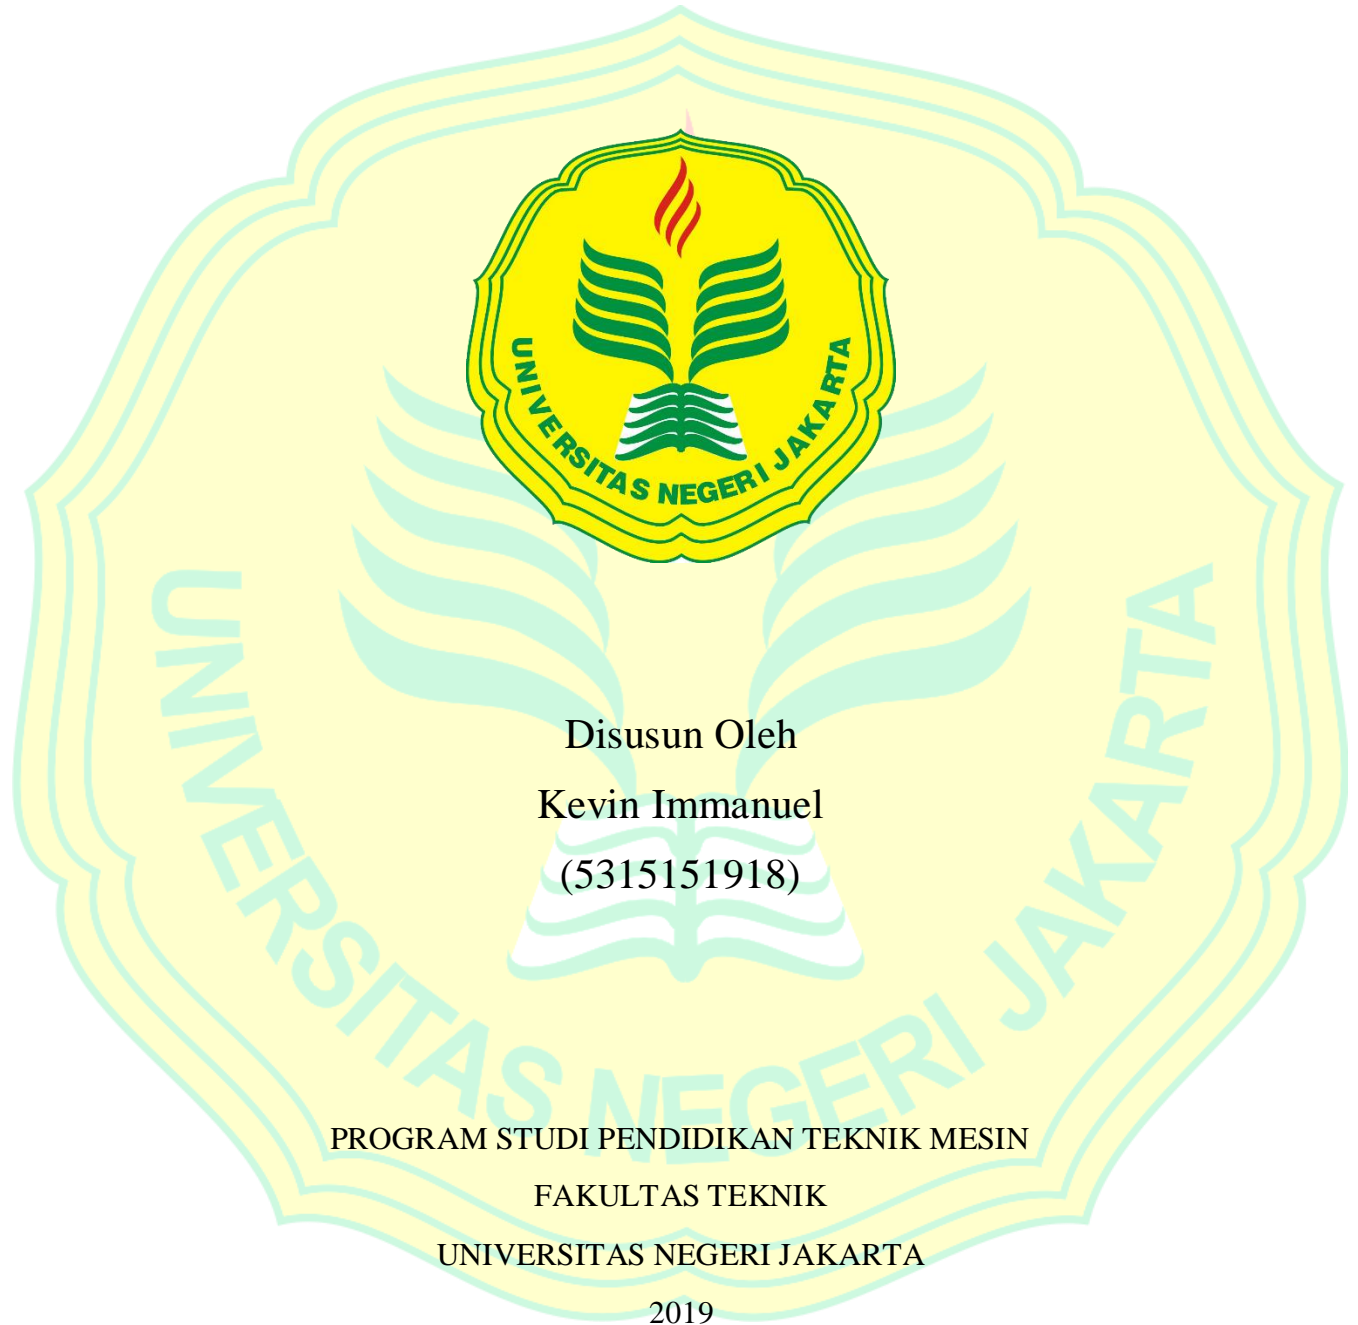 UNIVERSITAS NEGERI JAKARTA
UNIVERSITAS NEGERI JAKARTA
Disusun Oleh
Kevin Immanuel
(5315151918)
PROGRAM STUDI PENDIDIKAN TEKNIK MESIN
FAKULTAS TEKNIK
UNIVERSITAS NEGERI JAKARTA
2019